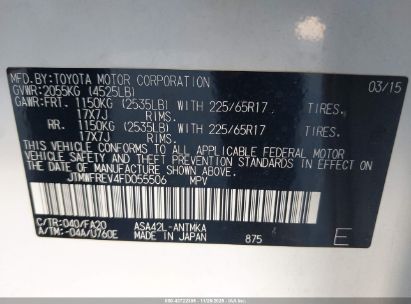 MFD.BY:TOYOTA MOTOR CORPORATION 03/15
GVWR:2055KG (4525LB)
GAWR:FRT. 1150KG (2535LB) WITH 225/65R17 TIRES,
17X7J RIMS.
RR. 1150KG (2535LB) WITH 225/65R17 TIRES,
17X7J RIMS.
THIS VEHICLE CONFORMS TO ALL APPLICABLE FEDERAL MOTOR
VEHICLE SAFETY, BUMPER, AND THEFT PREVENTION STANDARDS
IN EFFECT ON THE DATE OF MANUFACTURE SHOWN ABOVE.
JTMWFREV4FD055506 MPV
C/TR:040/FA20 ASA42L-ANTMKA
A/TM:-04A/U760E MADE IN JAPAN 875 E